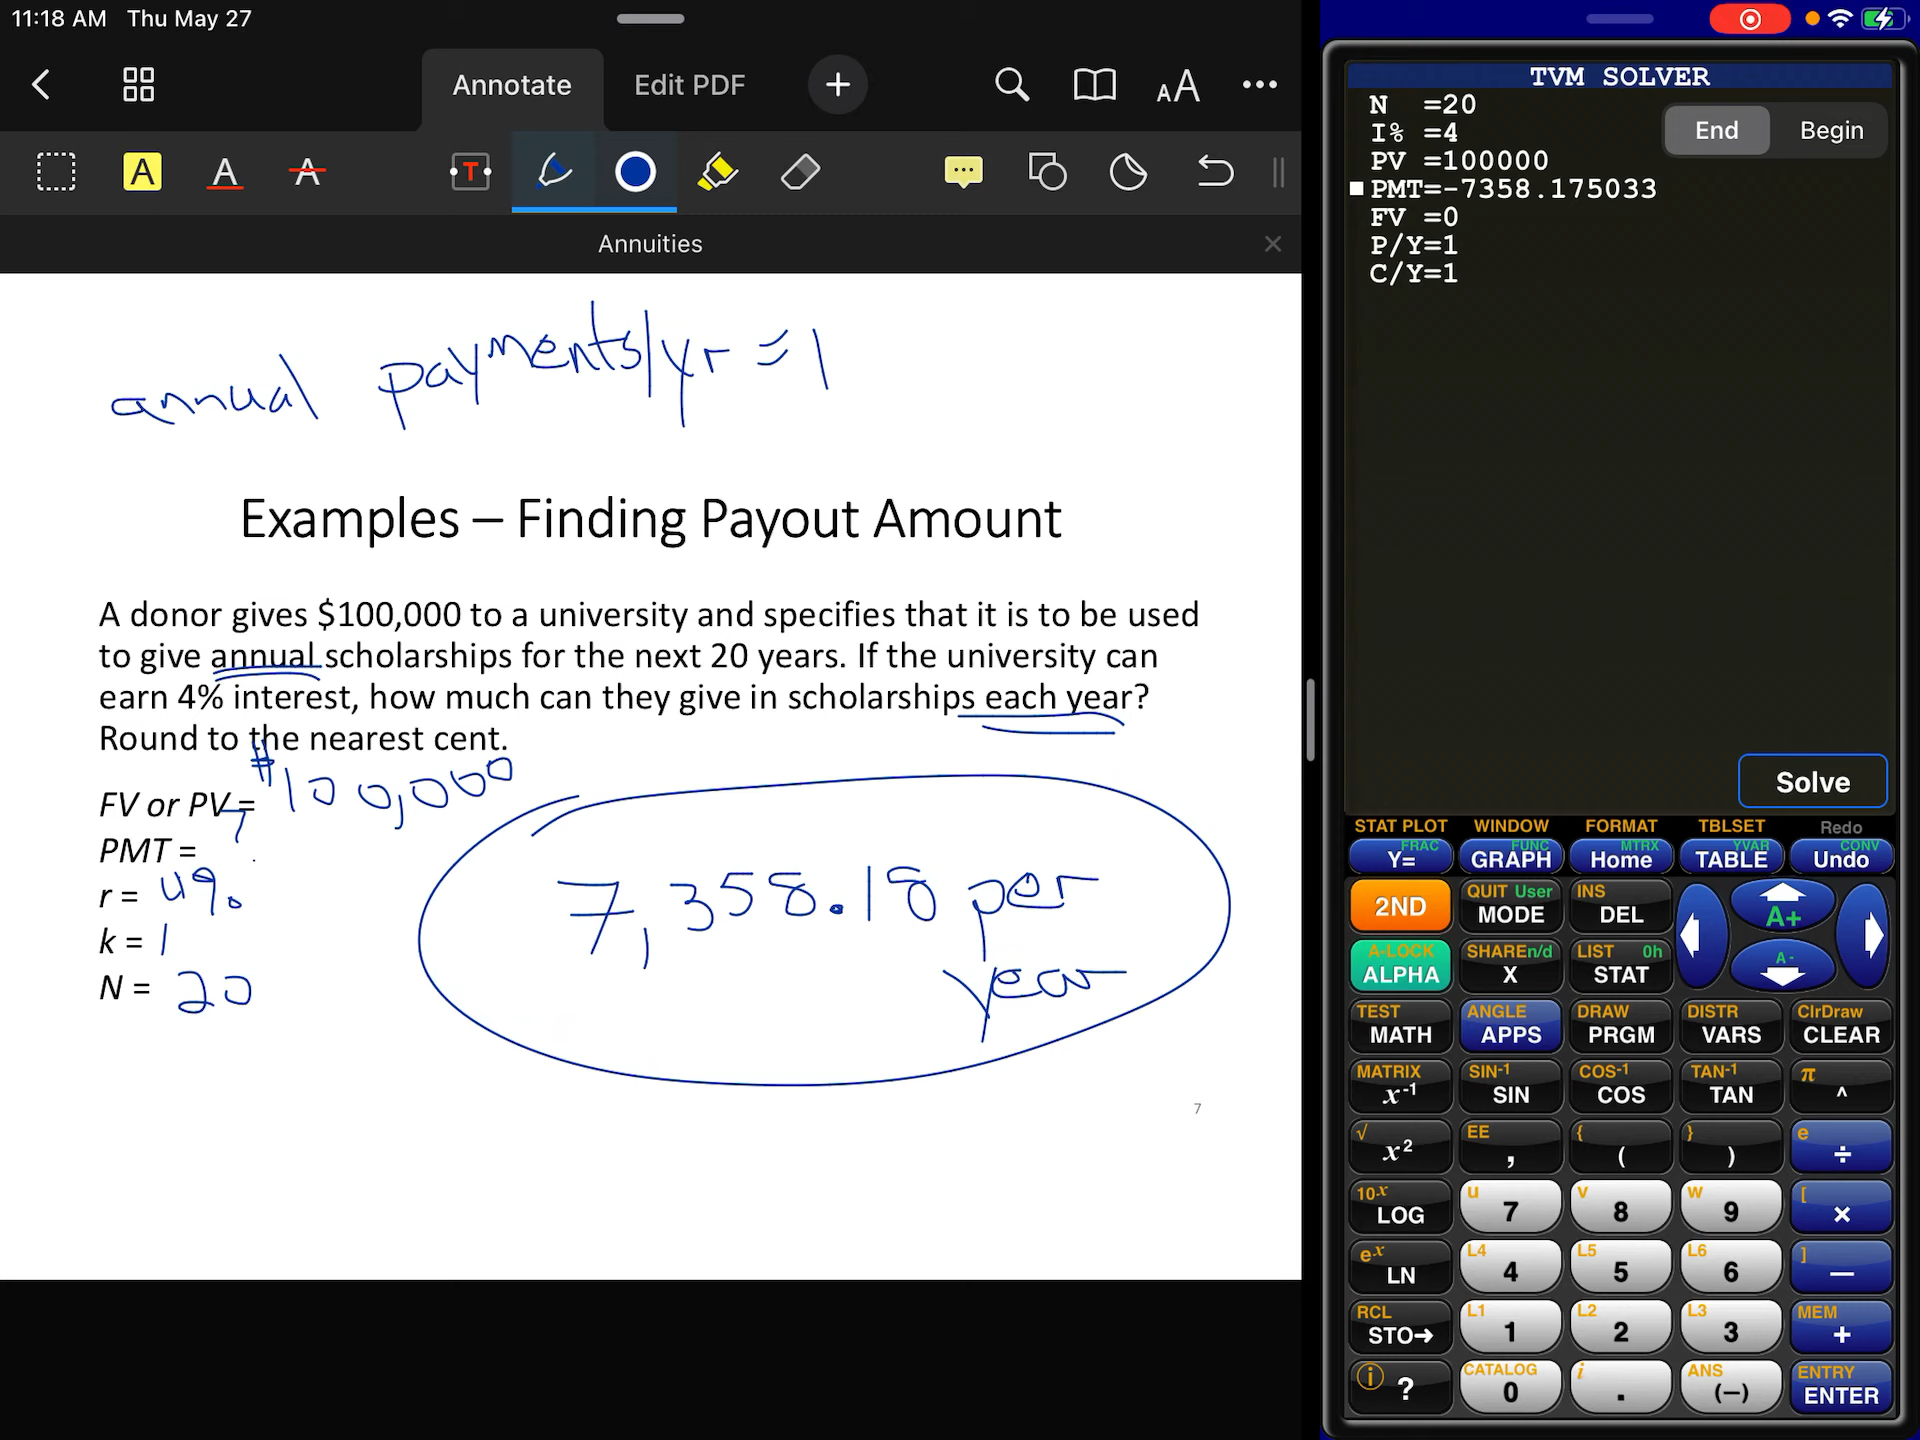 11:18 AM Thu May 27
Annotate
Edit PDF
AA
A
A
A
T
Annuities
annual payments/yr = 1
Examples – Finding Payout Amount
A donor gives $100,000 to a university and specifies that it is to be used
to give annual scholarships for the next 20 years. If the university can
earn 4% interest, how much can they give in scholarships each year?
Round to the nearest cent.
FV or PV = $100,000
PMT =
r = 4%
k = 1
N = 20
7,358.18 per
year
7
TVM SOLVER
N =20
I% =4
PV =100000
PMT=-7358.175033
FV =0
P/Y=1
C/Y=1
End
Begin
Solve
STAT PLOT WINDOW FORMAT TBLSET Redo
FRAC FUNC MTRX YVAR CONV
Y= GRAPH Home TABLE Undo
QUIT User INS
2ND MODE DEL A+
A-LOCK SHARE n/d LIST 0h A-
ALPHA X STAT
TEST ANGLE DRAW DISTR ClrDraw
MATH APPS PRGM VARS CLEAR
MATRIX SIN-1 COS-1 TAN-1 π
x-1 SIN COS TAN ^
√ EE { } e
x2 , ( ) ÷
10x u v w [
LOG 7 8 9 ×
ex L4 L5 L6 ]
LN 4 5 6 —
RCL L1 L2 L3 MEM
STO→ 1 2 3 +
i CATALOG i ANS ENTRY
? 0 . (–) ENTER